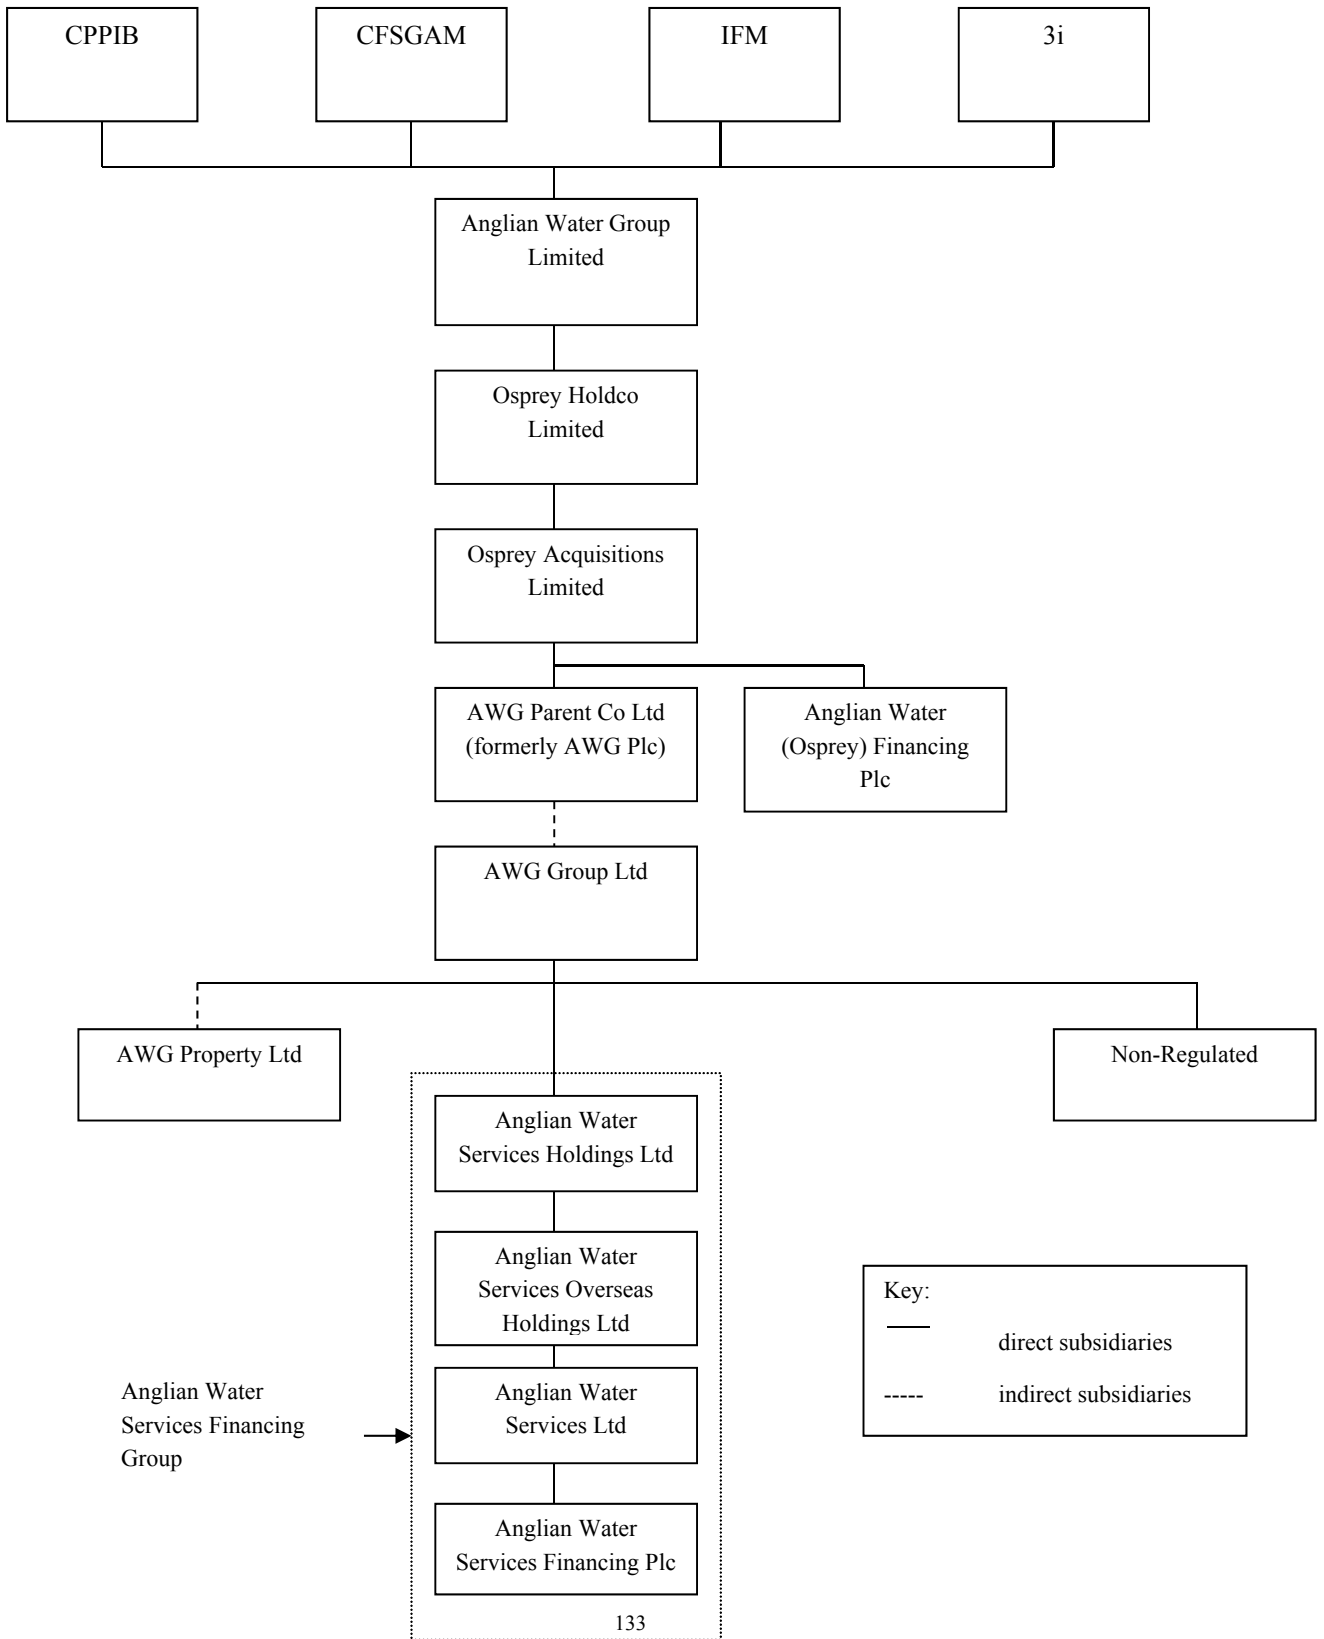 CPPIB
CFSGAM
IFM
3i
Anglian Water Group
Limited
Osprey Holdco
Limited
Osprey Acquisitions
Limited
AWG Parent Co Ltd
(formerly AWG Plc)
Anglian Water
(Osprey) Financing
Plc
AWG Group Ltd
AWG Property Ltd
Non-Regulated
Anglian Water
Services Holdings Ltd
Anglian Water
Services Overseas
Holdings Ltd
Key:
direct subsidiaries
indirect subsidiaries
Anglian Water
Services Financing
Group
Anglian Water
Services Ltd
Anglian Water
Services Financing Plc
133